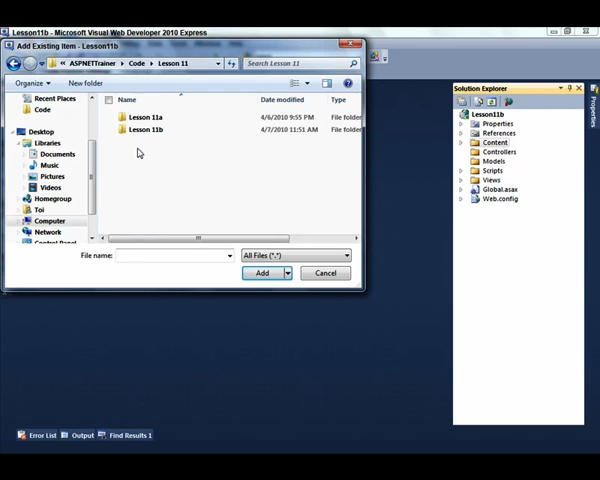 Lesson11b - Microsoft Visual Web Developer 2010 Express
Add Existing Item - Lesson11b
« ASPNETTrainer Code Lesson 11
Search Lesson 11
Organize
New folder
Recent Places
Code
Desktop
Libraries
Documents
Music
Pictures
Videos
Homegroup
Toi
Computer
Network
Control Panel
Name Date modified Type
Lesson 11a 4/6/2010 9:55 PM File folder
Lesson 11b 4/7/2010 11:51 AM File folder
File name:
All Files (*.*)
Add
Cancel
Solution Explorer
Lesson11b
Properties
References
Content
Controllers
Models
Scripts
Views
Global.asax
Web.config
Properties
Error List
Output
Find Results 1